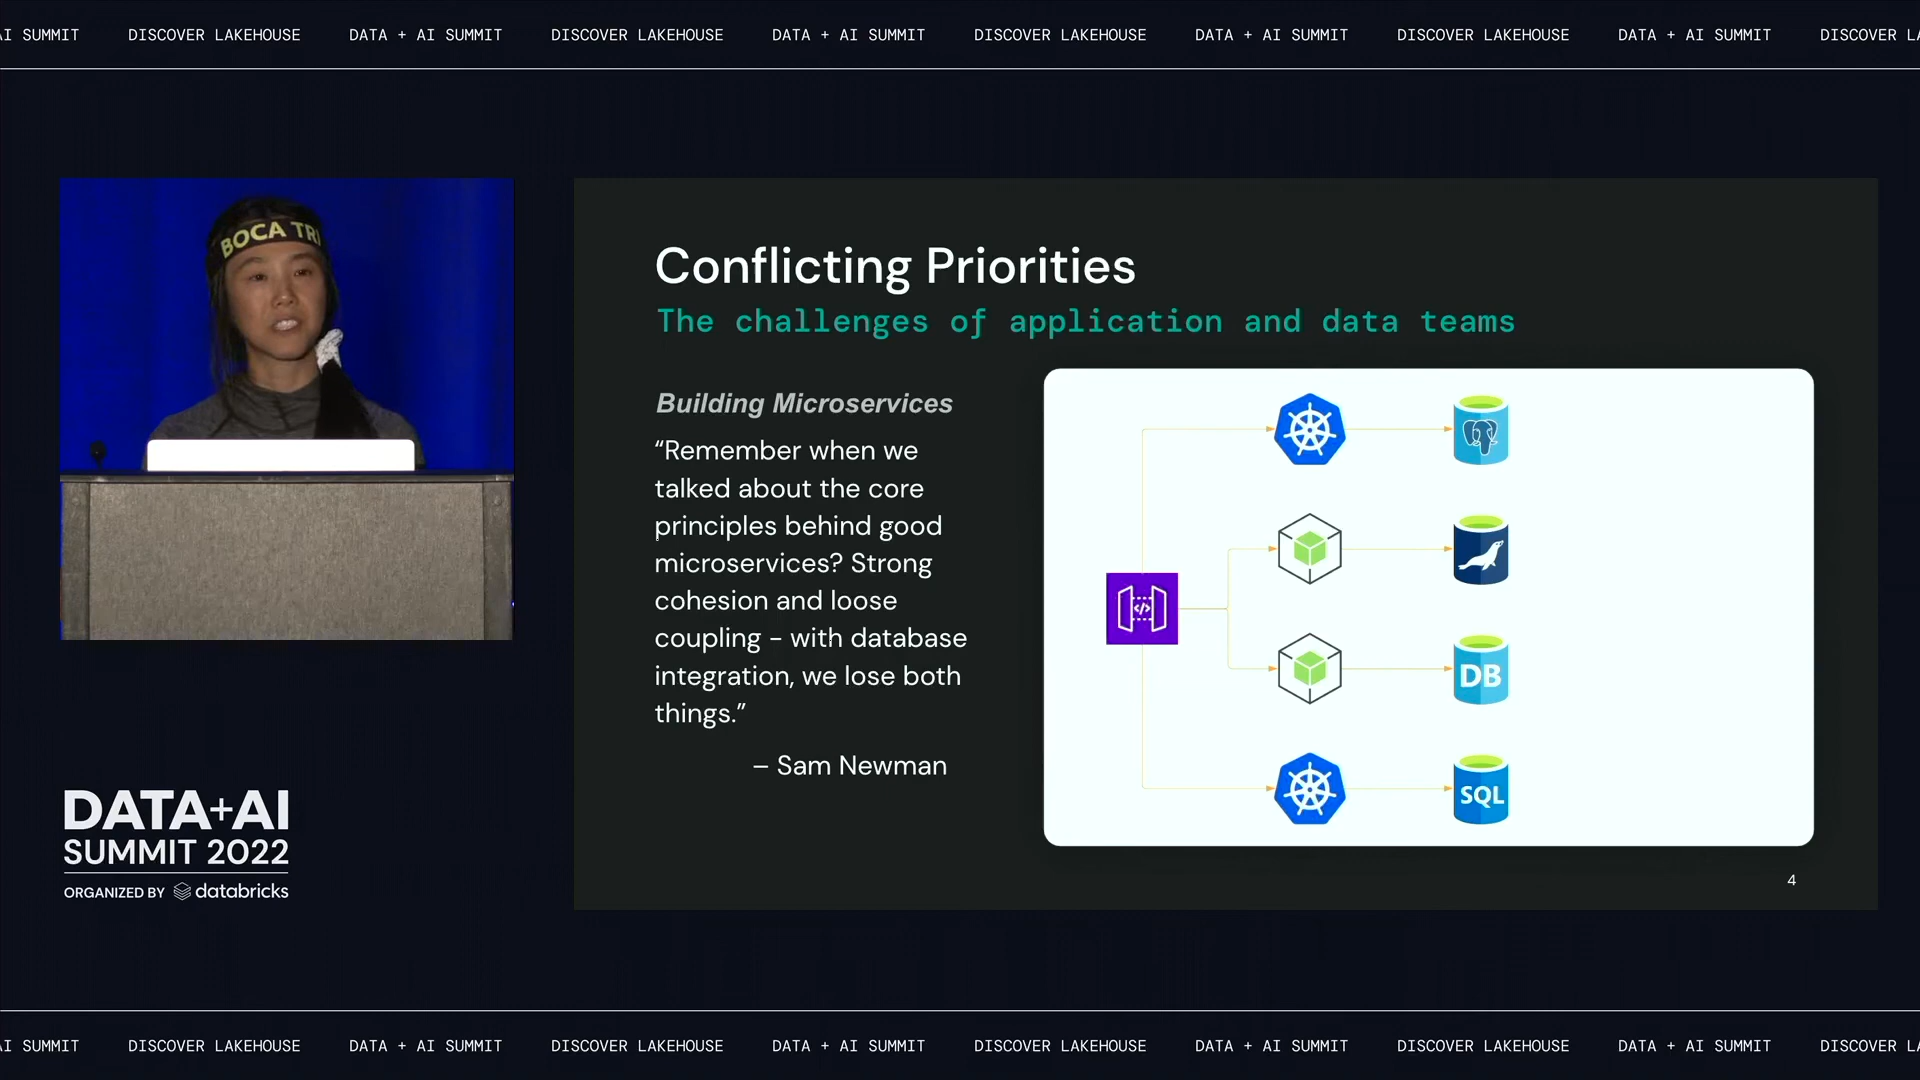 AI SUMMIT DISCOVER LAKEHOUSE DATA + AI SUMMIT DISCOVER LAKEHOUSE DATA + AI SUMMIT DISCOVER LAKEHOUSE DATA + AI SUMMIT DISCOVER LAKEHOUSE DATA + AI SUMMIT DISCOVER LA
BOCA TRI
Conflicting Priorities
The challenges of application and data teams
Building Microservices
“Remember when we
talked about the core
principles behind good
microservices? Strong
cohesion and loose
coupling - with database
integration, we lose both
things.”
– Sam Newman
</>
DB
SQL
4
DATA+AI
SUMMIT 2022
ORGANIZED BY databricks
AI SUMMIT DISCOVER LAKEHOUSE DATA + AI SUMMIT DISCOVER LAKEHOUSE DATA + AI SUMMIT DISCOVER LAKEHOUSE DATA + AI SUMMIT DISCOVER LAKEHOUSE DATA + AI SUMMIT DISCOVER LA